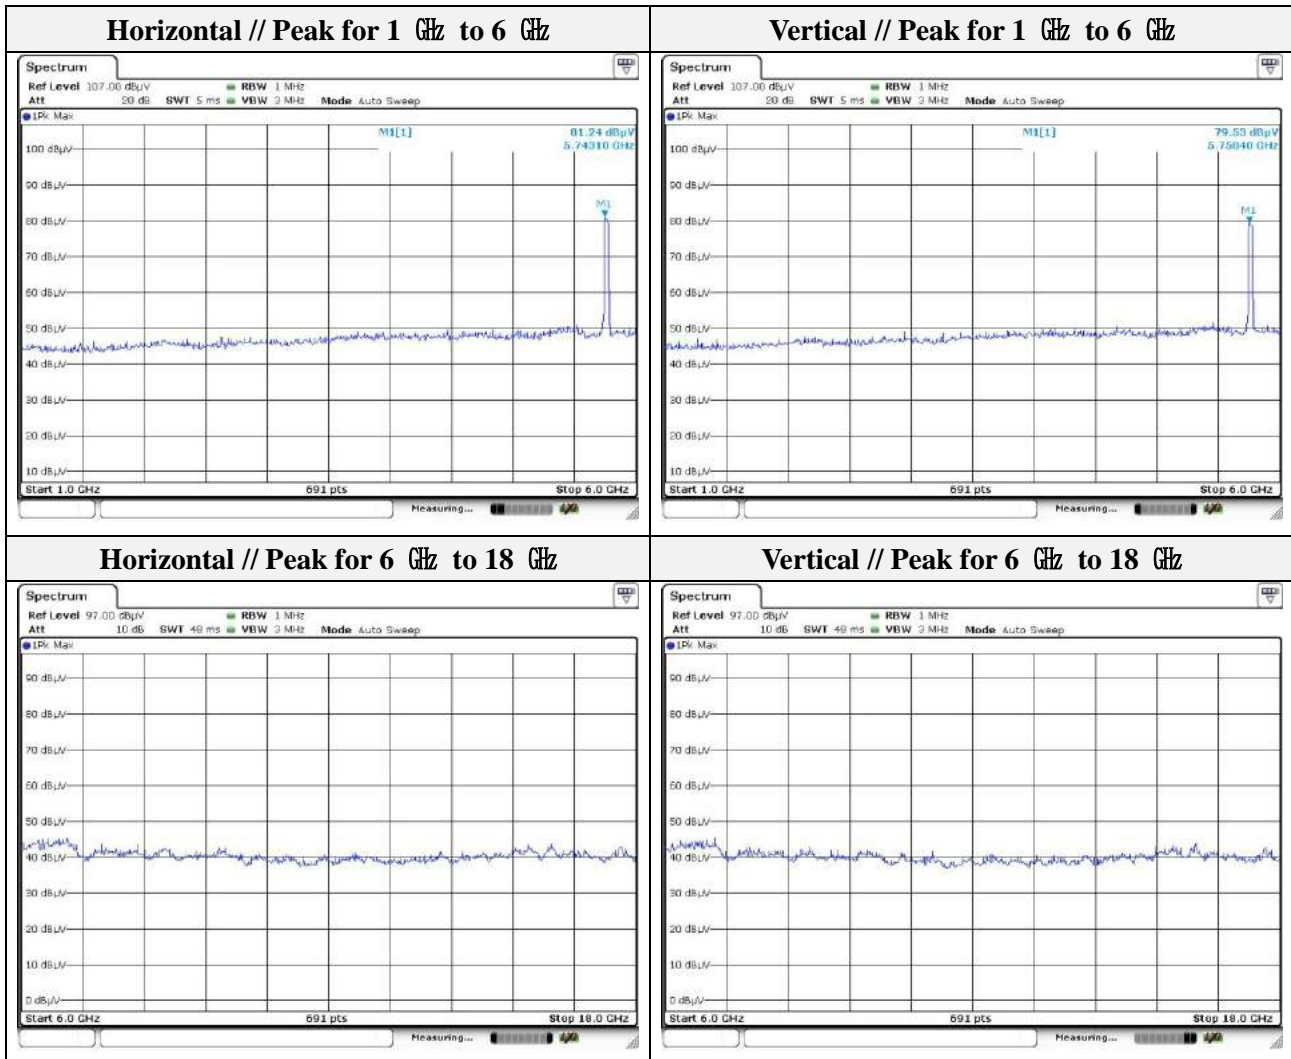 Horizontal // Peak for 1 ㎓ to 6 ㎓
Vertical // Peak for 1 ㎓ to 6 ㎓
Spectrum
Ref Level 107.00 dBµV RBW 1 MHz
Att 20 dB SWT 5 ms VBW 3 MHz Mode Auto Sweep
1Pk Max
M1[1] 81.24 dBµV
5.74310 GHz
100 dBµV
90 dBµV
M1
80 dBµV
70 dBµV
60 dBµV
50 dBµV
40 dBµV
30 dBµV
20 dBµV
10 dBµV
Start 1.0 GHz 691 pts Stop 6.0 GHz
Measuring...
Spectrum
Ref Level 107.00 dBµV RBW 1 MHz
Att 20 dB SWT 5 ms VBW 3 MHz Mode Auto Sweep
1Pk Max
M1[1] 79.53 dBµV
5.75840 GHz
100 dBµV
90 dBµV
M1
80 dBµV
70 dBµV
60 dBµV
50 dBµV
40 dBµV
30 dBµV
20 dBµV
10 dBµV
Start 1.0 GHz 691 pts Stop 6.0 GHz
Measuring...
Horizontal // Peak for 6 ㎓ to 18 ㎓
Vertical // Peak for 6 ㎓ to 18 ㎓
Spectrum
Ref Level 97.00 dBµV RBW 1 MHz
Att 10 dB SWT 48 ms VBW 3 MHz Mode Auto Sweep
1Pk Max
90 dBµV
80 dBµV
70 dBµV
60 dBµV
50 dBµV
40 dBµV
30 dBµV
20 dBµV
10 dBµV
0 dBµV
Start 6.0 GHz 691 pts Stop 18.0 GHz
Measuring...
Spectrum
Ref Level 97.00 dBµV RBW 1 MHz
Att 10 dB SWT 48 ms VBW 3 MHz Mode Auto Sweep
1Pk Max
90 dBµV
80 dBµV
70 dBµV
60 dBµV
50 dBµV
40 dBµV
30 dBµV
20 dBµV
10 dBµV
0 dBµV
Start 6.0 GHz 691 pts Stop 18.0 GHz
Measuring...